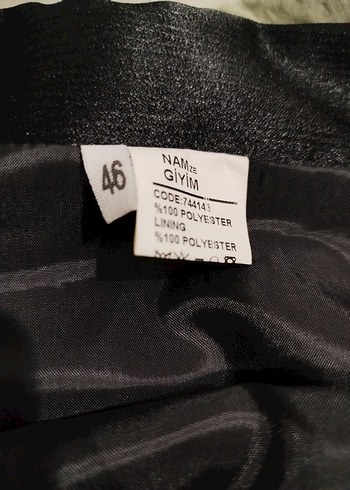 46
NAMZE
GİYİM
CODE:744143
%100 POLYESTER
LINING
%100 POLYESTER